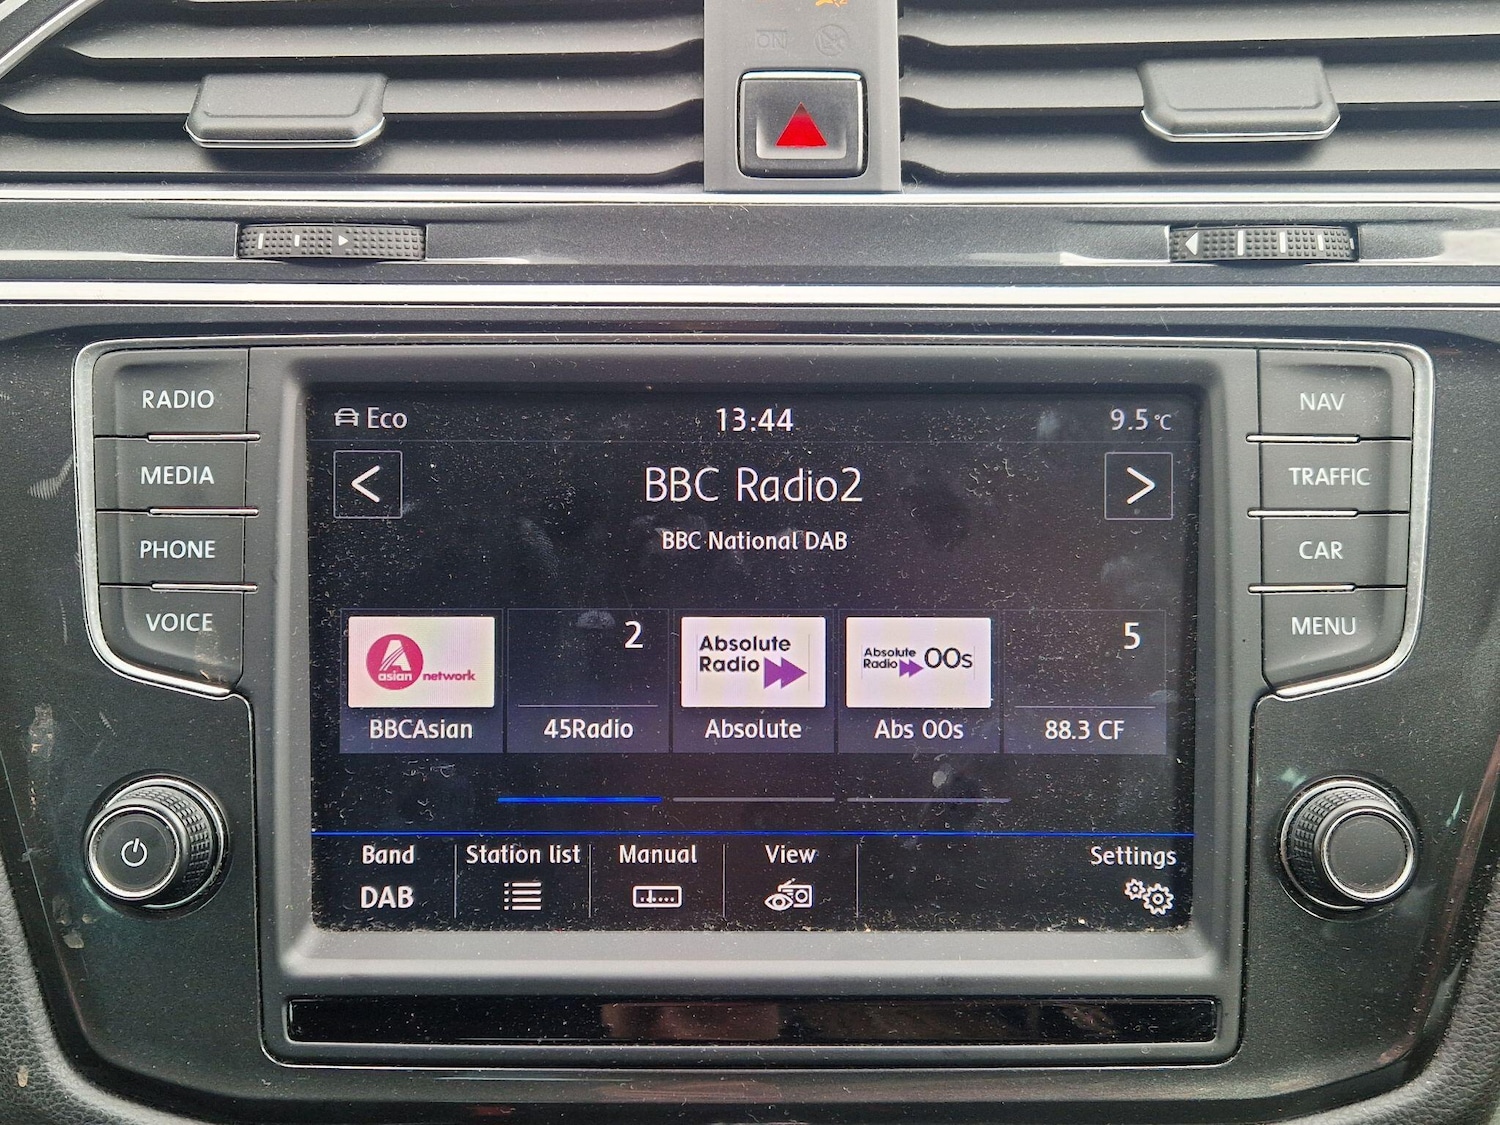 ON
RADIO
MEDIA
PHONE
VOICE
NAV
TRAFFIC
CAR
MENU
Eco
13:44
9.5°C
<
BBC Radio2
>
BBC National DAB
A
asian network
BBCAsian
2
45Radio
Absolute
Radio
Absolute
Absolute
Radio
00s
Abs 00s
5
88.3 CF
Band
DAB
Station list
Manual
View
Settings